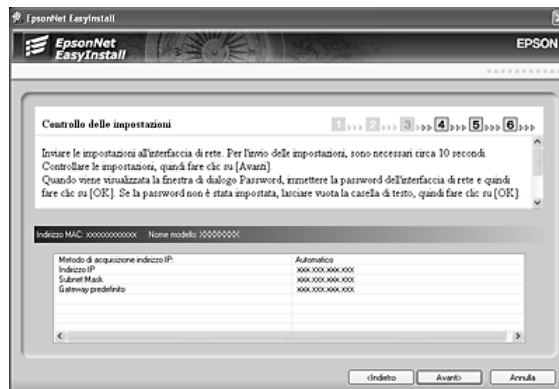 EpsonNet EasyInstall
EpsonNet
EasyInstall
EPSON
Controllo delle impostazioni
1 2 3 4 5 6
Inviare le impostazioni all'interfaccia di rete. Per l'invio delle impostazioni, sono necessari circa 10 secondi.
Controllare le impostazioni, quindi fare clic su [Avanti].
Quando viene visualizzata la finestra di dialogo Password, immettere la password dell'interfaccia di rete e quindi
fare clic su [OK]. Se la password non è stata impostata, lasciare vuota la casella di testo, quindi fare clic su [OK].
Indirizzo MAC: XXXXXXXXXXXX Nome modello: XXXXXXXX
Metodo di acquisizione indirizzo IP: Automatico
Indirizzo IP XXX.XXX.XXX.XXX
Subnet Mask XXX.XXX.XXX.XXX
Gateway predefinito XXX.XXX.XXX.XXX
<Indietro Avanti> Annulla